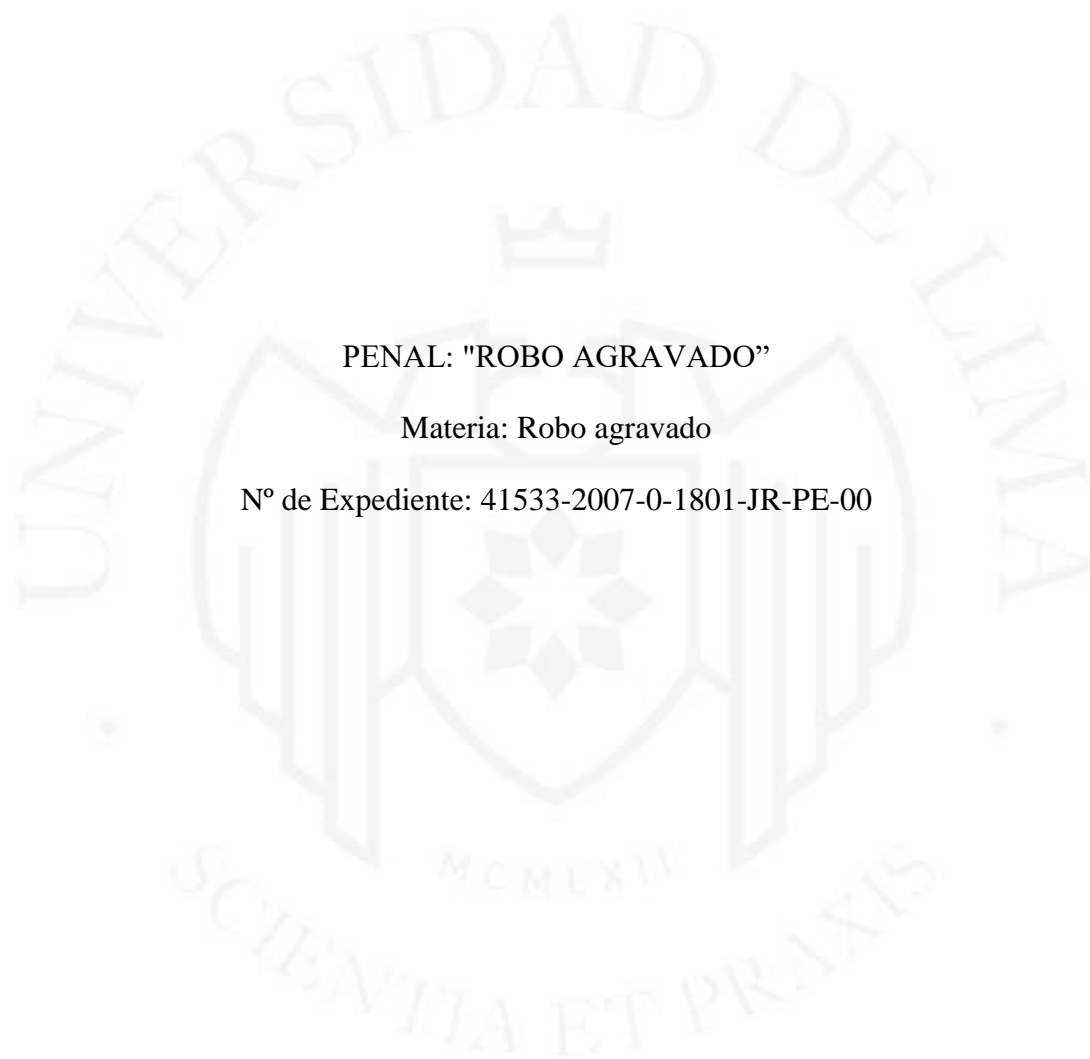 UNIVERSIDAD DE LIMA
PENAL: "ROBO AGRAVADO”
Materia: Robo agravado
Nº de Expediente: 41533-2007-0-1801-JR-PE-00
MCMLXII
SCIENTIA ET PRAXIS